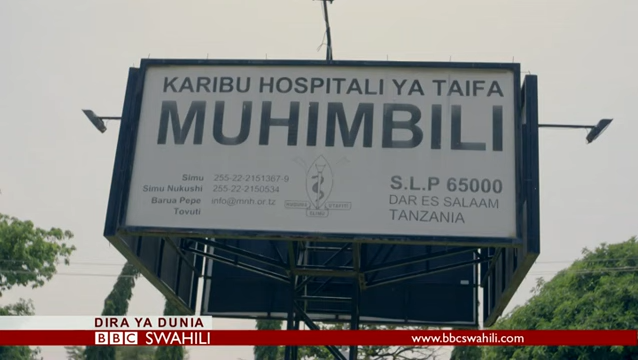 KARIBU HOSPITALI YA TAIFA
MUHIMBILI
Simu 255-22-2151367-9
Simu Nukushi 255-22-2150534
Barua Pepe info@mnh.or.tz
Tovuti
S.L.P 65000
DAR ES SALAAM
TANZANIA
DIRA YA DUNIA
BBC SWAHILI
www.bbcswahili.com